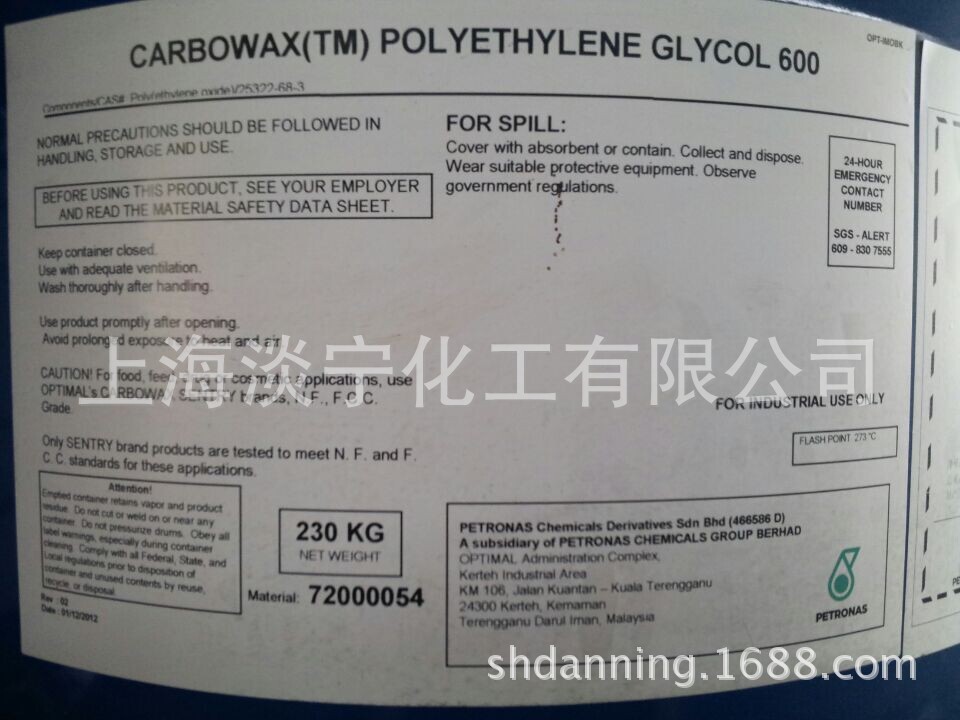 OPT-IMOBK
CARBOWAX(TM) POLYETHYLENE GLYCOL 600
Components/CAS#: Poly(ethylene oxide)/25322-68-3
NORMAL PRECAUTIONS SHOULD BE FOLLOWED IN
HANDLING, STORAGE AND USE.
BEFORE USING THIS PRODUCT, SEE YOUR EMPLOYER
AND READ THE MATERIAL SAFETY DATA SHEET.
Keep container closed.
Use with adequate ventilation.
Wash thoroughly after handling.
Use product promptly after opening.
Avoid prolonged exposure to heat and air.
CAUTION! For food, feed, drug or cosmetic applications, use
OPTIMAL's CARBOWAX SENTRY brands, N.F., F.C.C.
Grade.
Only SENTRY brand products are tested to meet N. F. and F.
C. C. standards for these applications.
FOR SPILL:
Cover with absorbent or contain. Collect and dispose.
Wear suitable protective equipment. Observe
government regulations.
24-HOUR
EMERGENCY
CONTACT
NUMBER
SGS - ALERT
609 - 830 7555
上海淡宁化工有限公司
FOR INDUSTRIAL USE ONLY
FLASH POINT 273 °C
Attention!
Emptied container retains vapor and product
residue. Do not cut or weld on or near any
container. Do not pressurize drums. Obey all
label warnings, especially during container
cleaning. Comply with all Federal, State, and
Local regulations prior to disposition of
container and unused contents by reuse,
recycle, or disposal.
Rev : 02
Date : 01/12/2012
230 KG
NET WEIGHT
Material: 72000054
PETRONAS Chemicals Derivatives Sdn Bhd (466586 D)
A subsidiary of PETRONAS CHEMICALS GROUP BERHAD
OPTIMAL Administration Complex,
Kerteh Industrial Area
KM 106, Jalan Kuantan – Kuala Terengganu
24300 Kerteh, Kemaman
Terengganu Darul Iman, Malaysia
PETRONAS
PE
shdanning.1688.com